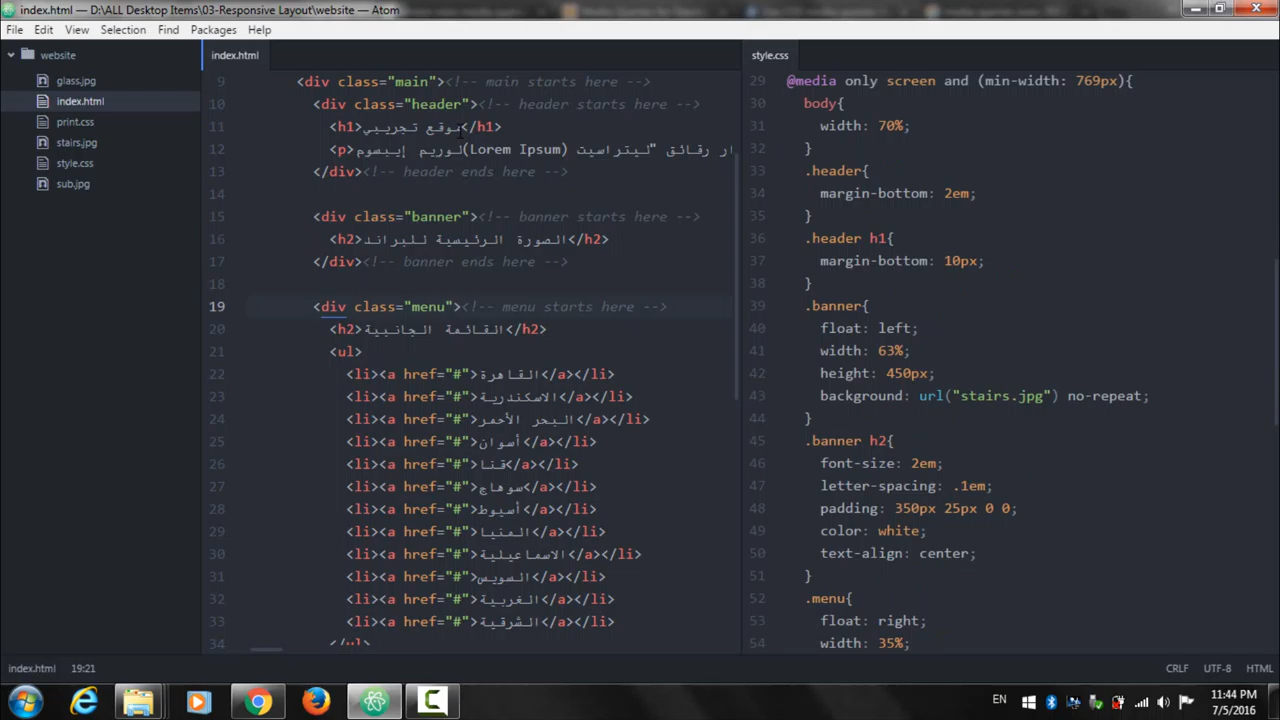 index.html — D:\ALL Desktop Items\03-Responsive Layout\website — Atom
File Edit View Selection Find Packages Help
website
glass.jpg
index.html
print.css
stairs.jpg
style.css
sub.jpg
index.html
9 <div class="main"><!-- main starts here -->
10 <div class="header"><!-- header starts here -->
11 <h1>موقع تجريبي</h1>
12 <p>لوريم إيبسوم(Lorem Ipsum) ار رقائق "ليتراسيت
13 </div><!-- header ends here -->
14
15 <div class="banner"><!-- banner starts here -->
16 <h2>الصورة الرئيسية للبراند</h2>
17 </div><!-- banner ends here -->
18
19 <div class="menu"><!-- menu starts here -->
20 <h2>القائمة الجانبية</h2>
21 <ul>
22 <li><a href="#">القاهرة</a></li>
23 <li><a href="#">الاسكندرية</a></li>
24 <li><a href="#">البحر الأحمر</a></li>
25 <li><a href="#">أسوان</a></li>
26 <li><a href="#">قنا</a></li>
27 <li><a href="#">سوهاج</a></li>
28 <li><a href="#">أسيوط</a></li>
29 <li><a href="#">المنيا</a></li>
30 <li><a href="#">الاسماعيلية</a></li>
31 <li><a href="#">السويس</a></li>
32 <li><a href="#">الغربية</a></li>
33 <li><a href="#">الشرقية</a></li>
34 </ul>
style.css
29 @media only screen and (min-width: 769px){
30 body{
31 width: 70%;
32 }
33 .header{
34 margin-bottom: 2em;
35 }
36 .header h1{
37 margin-bottom: 10px;
38 }
39 .banner{
40 float: left;
41 width: 63%;
42 height: 450px;
43 background: url("stairs.jpg") no-repeat;
44 }
45 .banner h2{
46 font-size: 2em;
47 letter-spacing: .1em;
48 padding: 350px 25px 0 0;
50 color: white;
50 text-align: center;
51 }
52 .menu{
53 float: right;
54 width: 35%;
index.html 19:21
CRLF UTF-8 HTML
EN
11:44 PM
7/5/2016